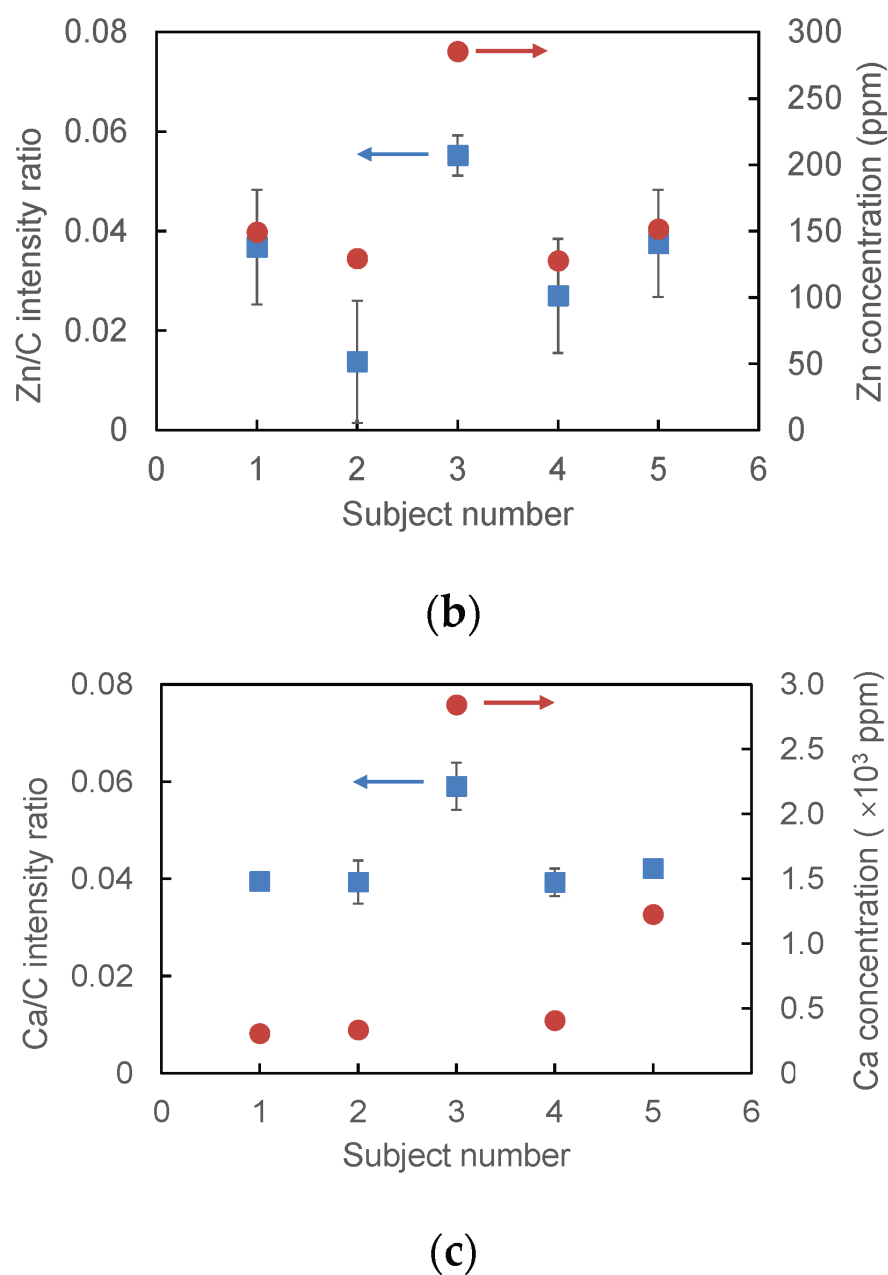 0.08
0.06
0.04
0.02
0
Zn/C intensity ratio
300
250
200
150
100
50
0
Zn concentration (ppm)
0 1 2 3 4 5 6
Subject number
(b)
0.08
0.06
0.04
0.02
0
Ca/C intensity ratio
3.0
2.5
2.0
1.5
1.0
0.5
0
Ca concentration ( ×10³ ppm)
0 1 2 3 4 5 6
Subject number
(c)